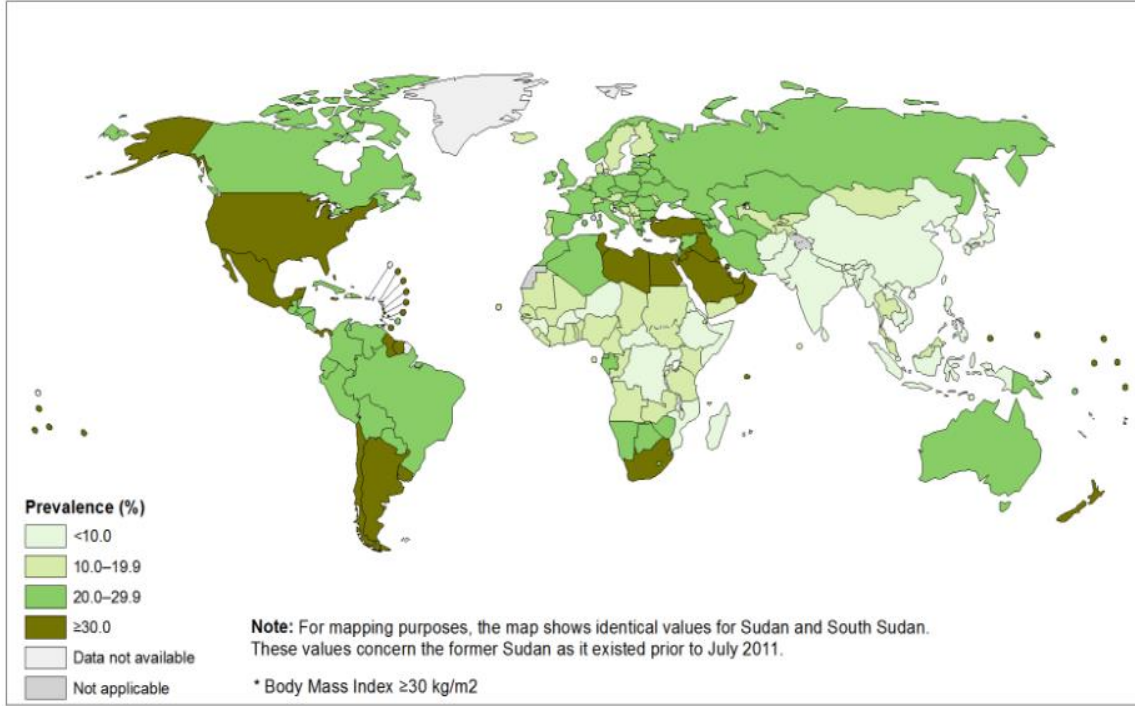 Prevalence (%)
<10.0
10.0–19.9
20.0–29.9
≥30.0
Data not available
Not applicable
Note: For mapping purposes, the map shows identical values for Sudan and South Sudan.
These values concern the former Sudan as it existed prior to July 2011.
* Body Mass Index ≥30 kg/m2